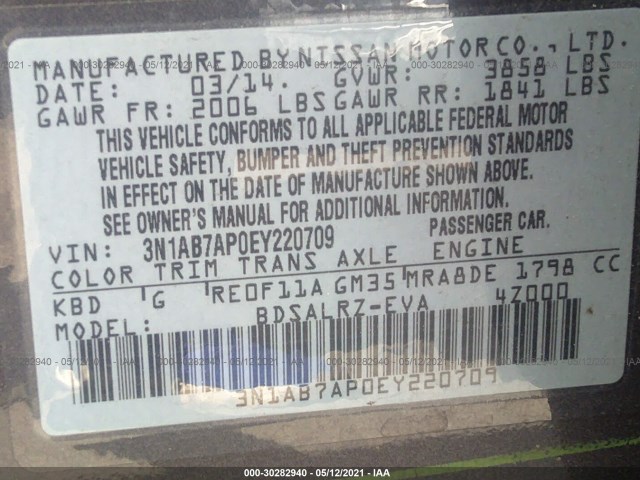 MANUFACTURED BY NISSAN MOTOR CO., LTD.
DATE: 03/14. GVWR: 3858 LBS
GAWR FR: 2006 LBS GAWR RR: 1841 LBS
THIS VEHICLE CONFORMS TO ALL APPLICABLE FEDERAL MOTOR
VEHICLE SAFETY, BUMPER AND THEFT PREVENTION STANDARDS
IN EFFECT ON THE DATE OF MANUFACTURE SHOWN ABOVE.
SEE OWNER'S MANUAL FOR ADDITIONAL INFORMATION.
VIN: 3N1AB7AP0EY220709 PASSENGER CAR.
COLOR TRIM TRANS AXLE ENGINE
KBD G RE0F11A GM35 MRA8DE 1798 CC
MODEL: BDSALRZ-EVA 4Z000
3N1AB7AP0EY220709
000-30282940 - 05/12/2021 - IAA